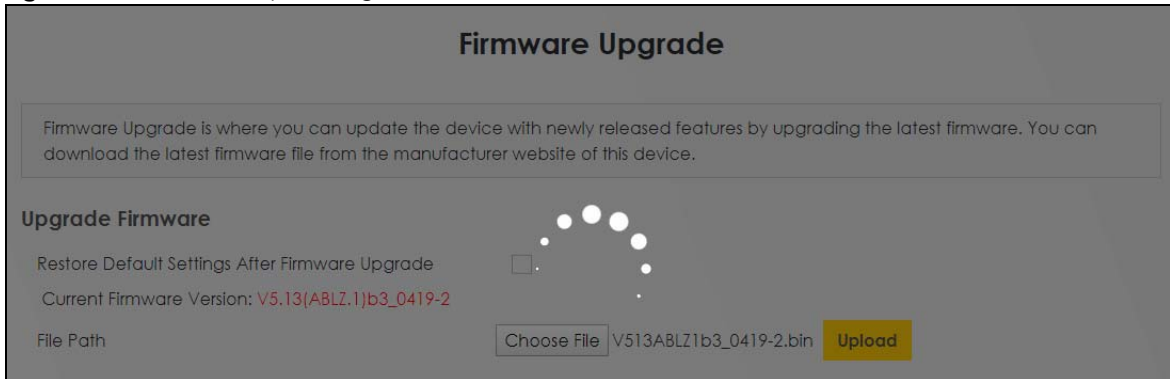 Firmware Upgrade
Firmware Upgrade is where you can update the device with newly released features by upgrading the latest firmware. You can
download the latest firmware file from the manufacturer website of this device.
Upgrade Firmware
Restore Default Settings After Firmware Upgrade
Current Firmware Version: V5.13(ABLZ.1)b3_0419-2
File Path Choose File V513ABLZ1b3_0419-2.bin Upload